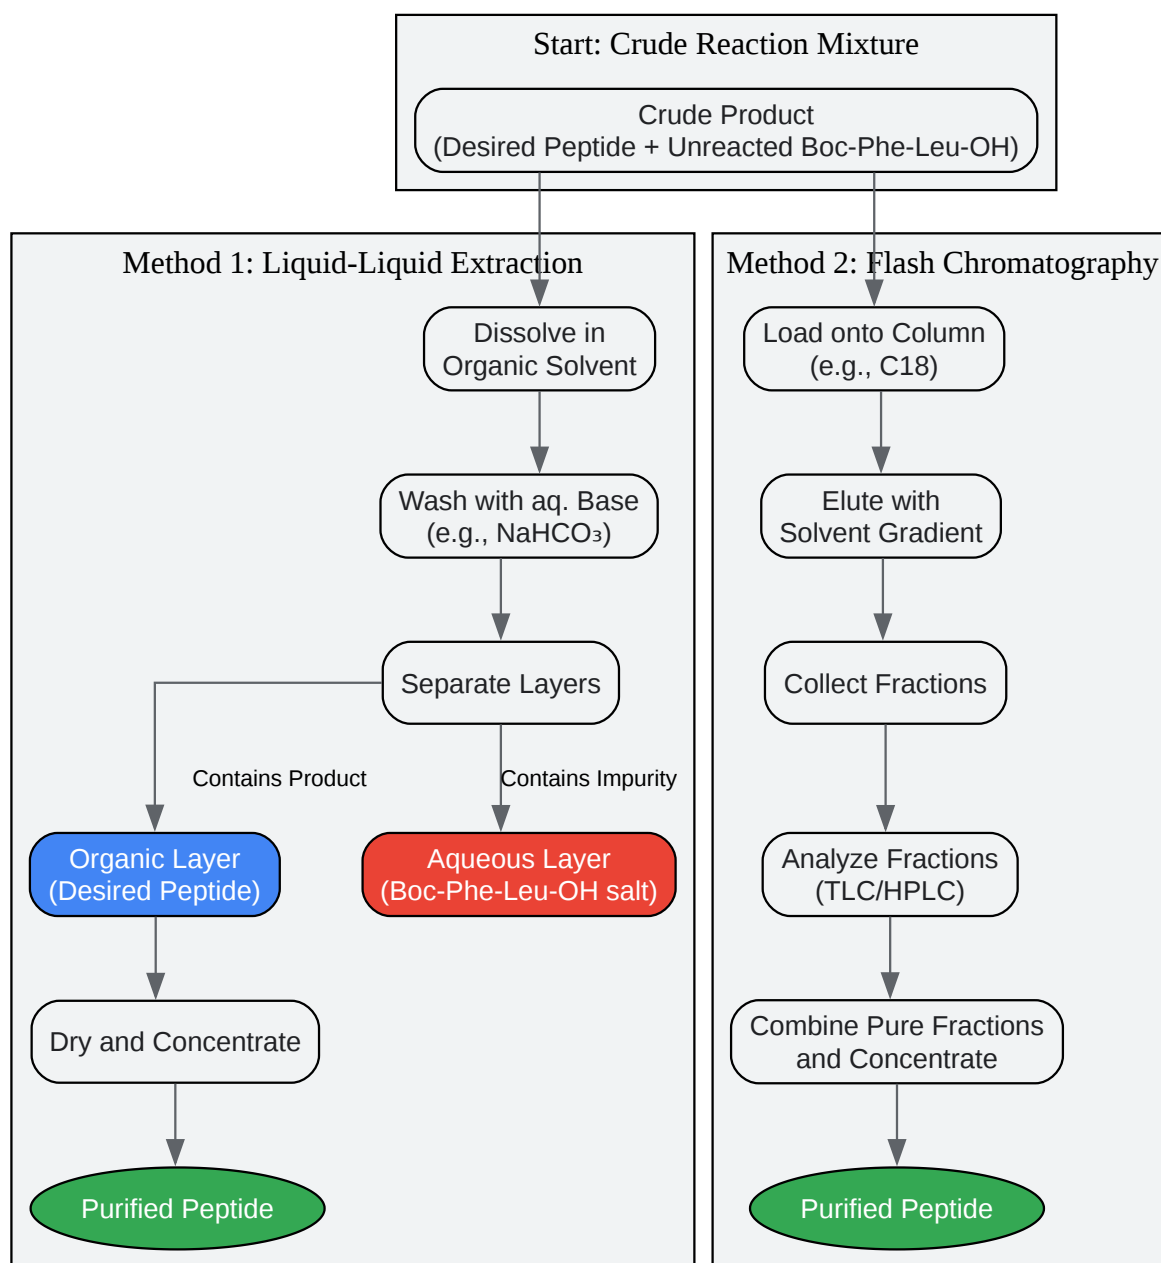 Start: Crude Reaction Mixture
Crude Product
(Desired Peptide + Unreacted Boc-Phe-Leu-OH)
Method 1: Liquid-Liquid Extraction
Dissolve in
Organic Solvent
Wash with aq. Base
(e.g., NaHCO₃)
Separate Layers
Contains Product
Contains Impurity
Organic Layer
(Desired Peptide)
Aqueous Layer
(Boc-Phe-Leu-OH salt)
Dry and Concentrate
Purified Peptide
Method 2: Flash Chromatography
Load onto Column
(e.g., C18)
Elute with
Solvent Gradient
Collect Fractions
Analyze Fractions
(TLC/HPLC)
Combine Pure Fractions
and Concentrate
Purified Peptide